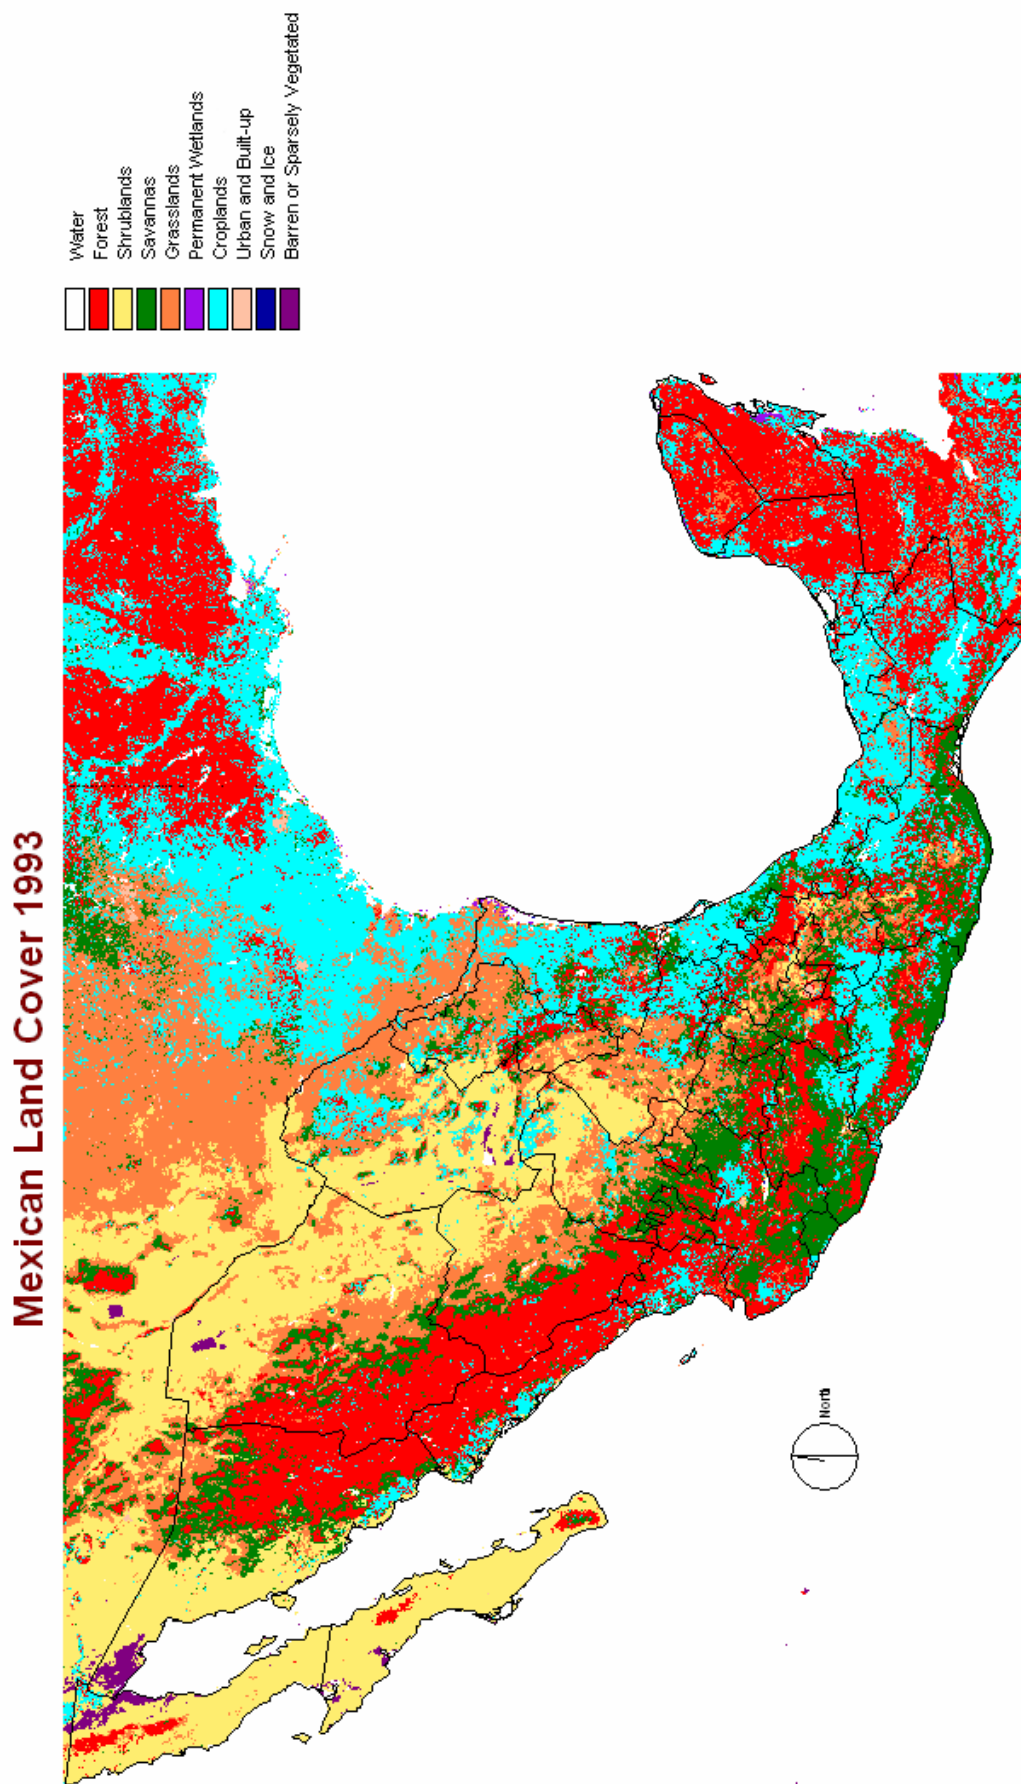 Mexican Land Cover 1993
Water
Forest
Shrublands
Savannas
Grasslands
Permanent Wetlands
Croplands
Urban and Built-up
Snow and Ice
Barren or Sparsely Vegetated
North